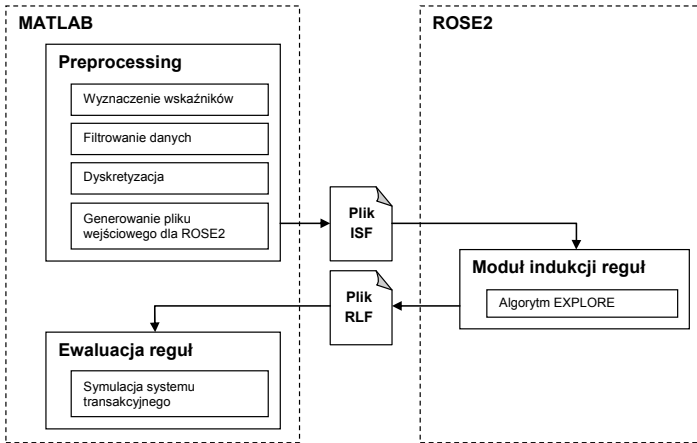 MATLAB
Preprocessing
Wyznaczenie wskaźników
Filtrowanie danych
Dyskretyzacja
Generowanie pliku
wejściowego dla ROSE2
Plik
ISF
Plik
RLF
Ewaluacja reguł
Symulacja systemu
transakcyjnego
ROSE2
Moduł indukcji reguł
Algorytm EXPLORE